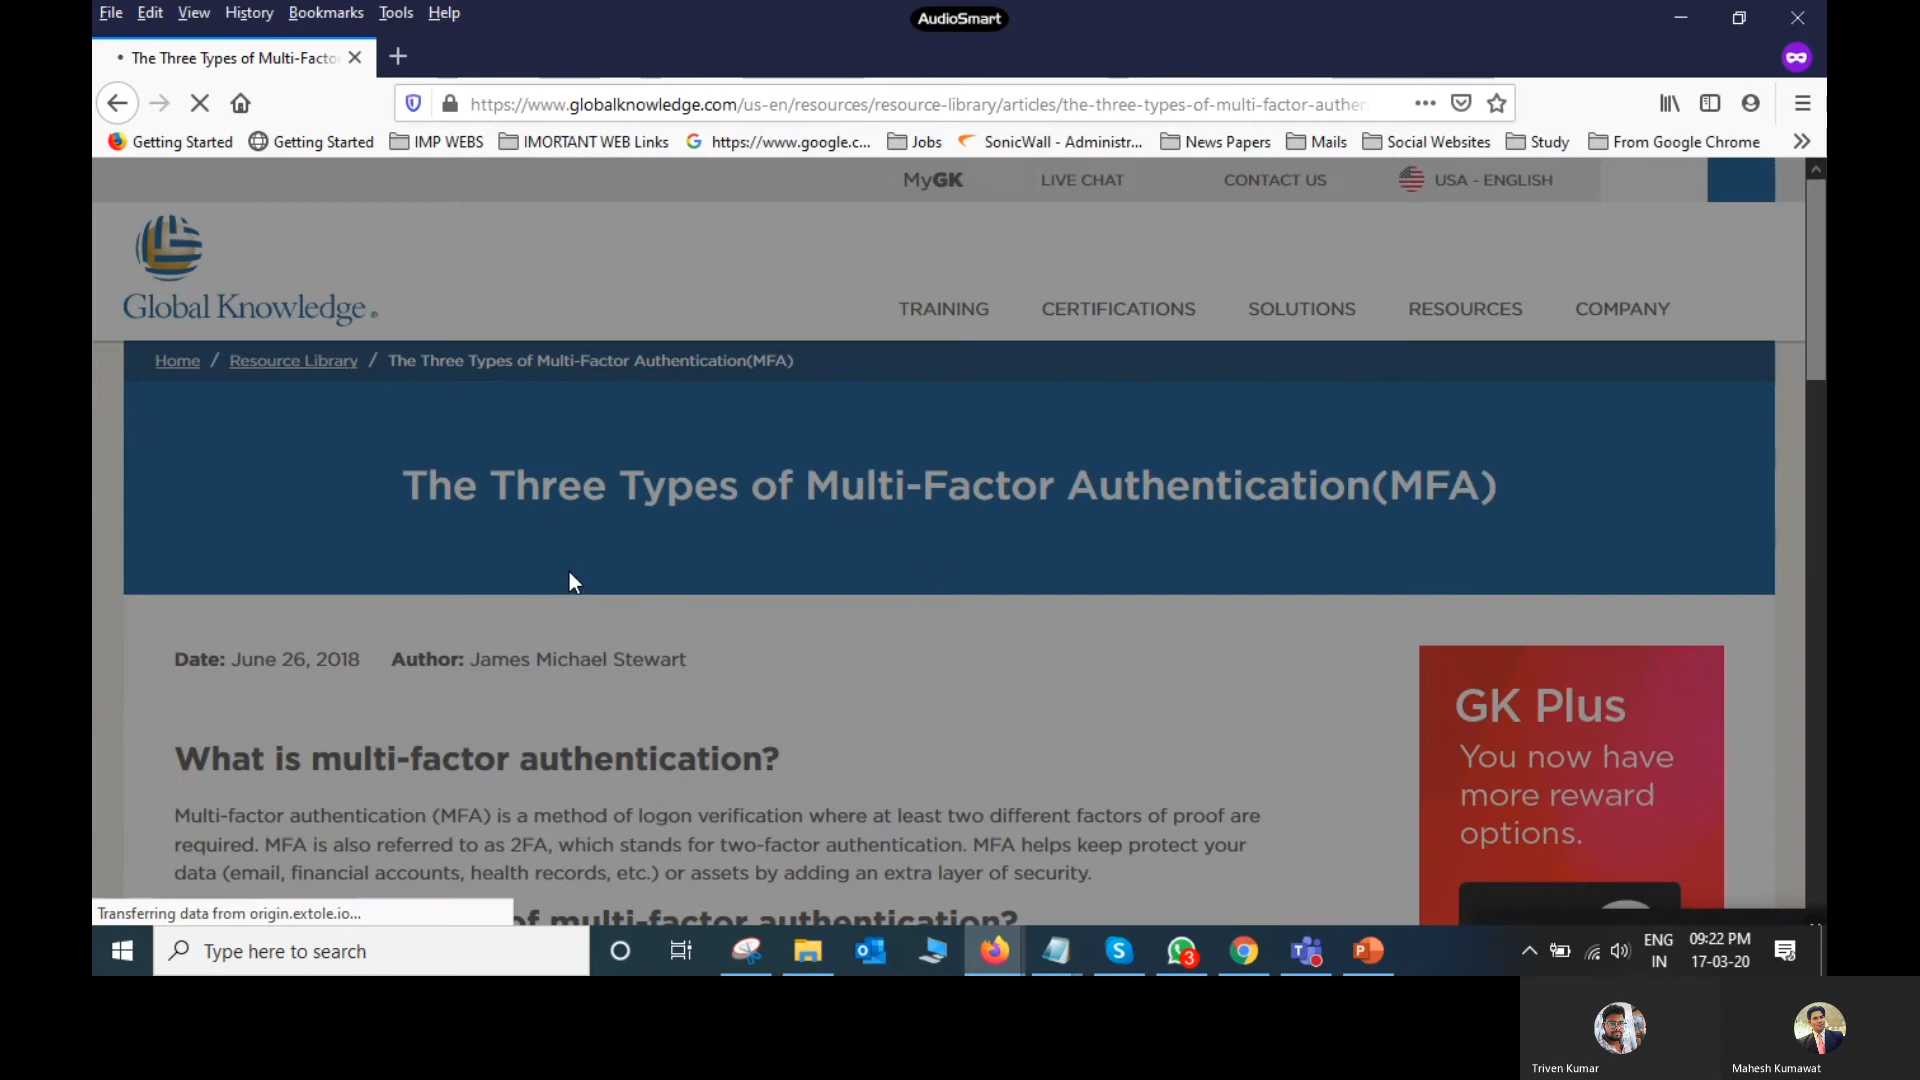 File Edit View History Bookmarks Tools Help
AudioSmart
The Three Types of Multi-Facto
https://www.globalknowledge.com/us-en/resources/resource-library/articles/the-three-types-of-multi-factor-authen
Getting Started Getting Started IMP WEBS IMORTANT WEB Links https://www.google.c... Jobs SonicWall - Administr... News Papers Mails Social Websites Study From Google Chrome
MyGK LIVE CHAT CONTACT US USA - ENGLISH
Global Knowledge®
TRAINING CERTIFICATIONS SOLUTIONS RESOURCES COMPANY
Home / Resource Library / The Three Types of Multi-Factor Authentication(MFA)
The Three Types of Multi-Factor Authentication(MFA)
Date: June 26, 2018 Author: James Michael Stewart
What is multi-factor authentication?
Multi-factor authentication (MFA) is a method of logon verification where at least two different factors of proof are
required. MFA is also referred to as 2FA, which stands for two-factor authentication. MFA helps keep protect your
data (email, financial accounts, health records, etc.) or assets by adding an extra layer of security.
of multi-factor authentication?
GK Plus
You now have
more reward
options.
Transferring data from origin.extole.io...
Type here to search
3
ENG
IN
09:22 PM
17-03-20
Triven Kumar
Mahesh Kumawat